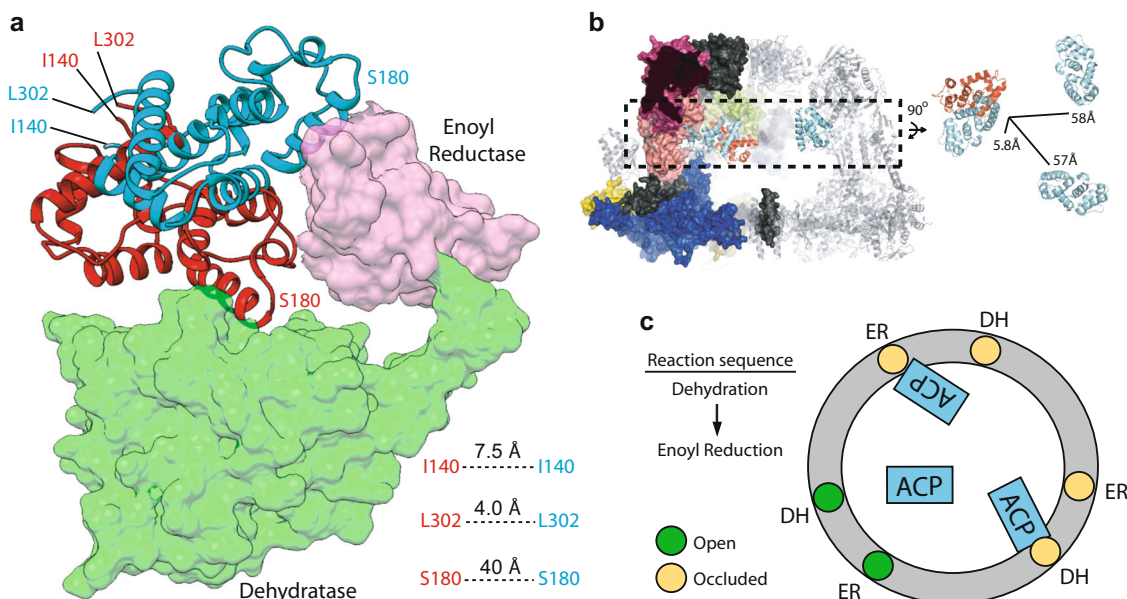 a
L302
I140
L302
I140
S180
Enoyl
Reductase
S180
I140 7.5 Å I140
L302 4.0 Å L302
S180 40 Å S180
Dehydratase
b
90°
58Å
5.8Å
57Å
c
Reaction sequence
Dehydration
Enoyl Reduction
Open
Occluded
ER
DH
ACP
ACP
ACP
DH
ER
ER
DH